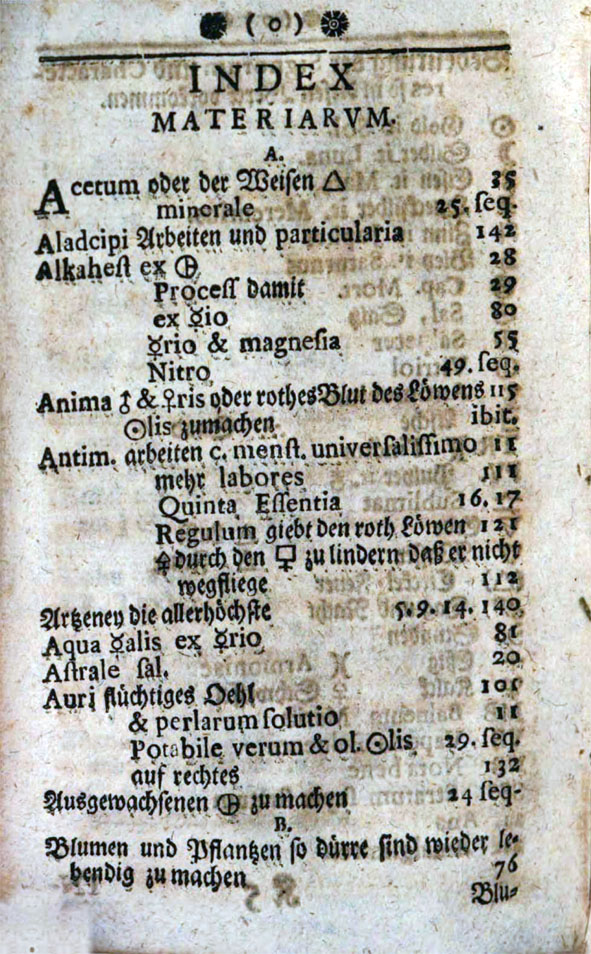 ( o )
INDEX
MATERIARVM.
A.
Acetum oder der Weisen 🜂 35
minerale 25. seq.
Aladcipi Arbeiten und particularia 142
Alkahest ex 🜨 28
Process damit 29
ex ☿io 80
☿rio & magnesia 55
Nitro 49. seq.
Anima ♂ & ♀ris oder rothes Blut des Löwens 115
☉lis zumachen ibit.
Antim. arbeiten c. menst. universalissimo 11
mehr labores 111
Quinta Essentia 16. 17
Regulum giebt den roth Löwen 121
🜍 durch den zu lindern daß er nicht
wegfliege 112
Artzeney die allerhöchste 5. 9. 14. 140
Aqua ☿alis ex ☿rio 81
Astrale sal. 20
Auri flüchtiges Oehl 101
& perlarum solutio 11
Potabile verum & ol. ☉lis 29. seq.
auf rechtes 132
Ausgewachsenen 🜨 zu machen 24 seq-
B.
Blumen und Pflantzen so dürre sind wieder le-
bendig zu machen 76
Blu-